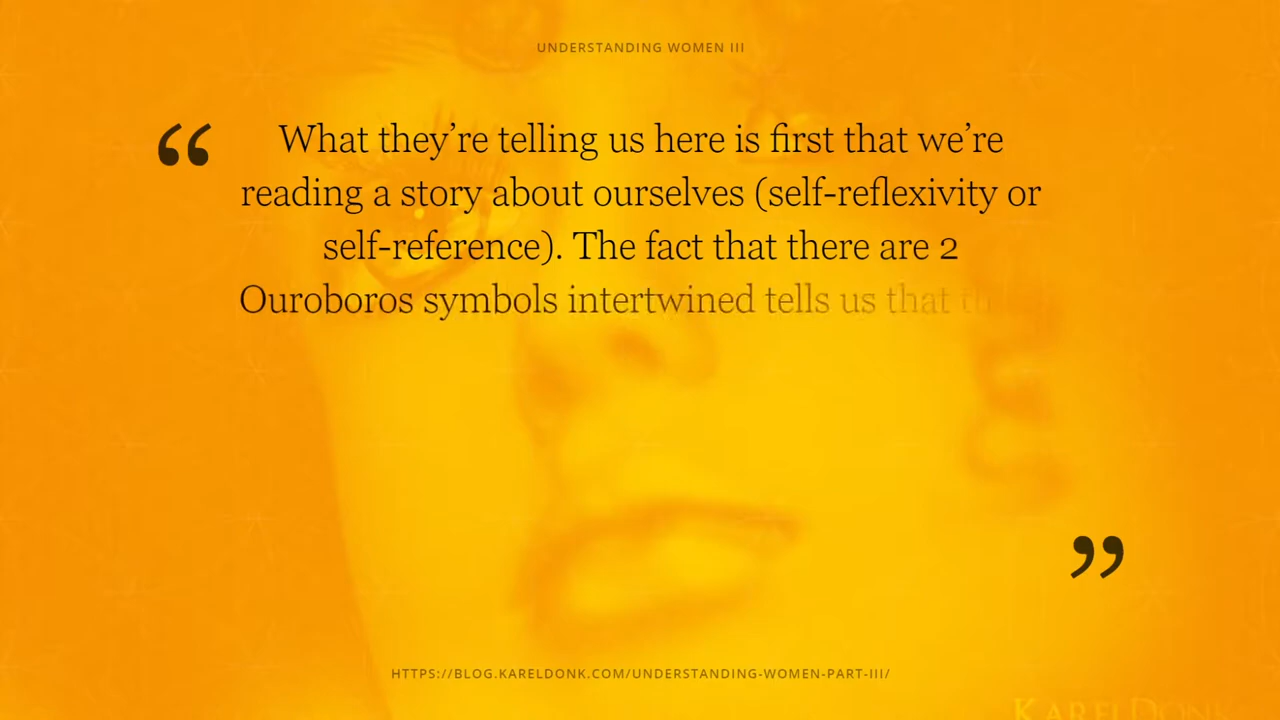 UNDERSTANDING WOMEN III
“
What they’re telling us here is first that we’re
reading a story about ourselves (self-reflexivity or
self-reference). The fact that there are 2
Ouroboros symbols intertwined tells us that
”
HTTPS://BLOG.KARELDONK.COM/UNDERSTANDING-WOMEN-PART-III/
KAREL DONK